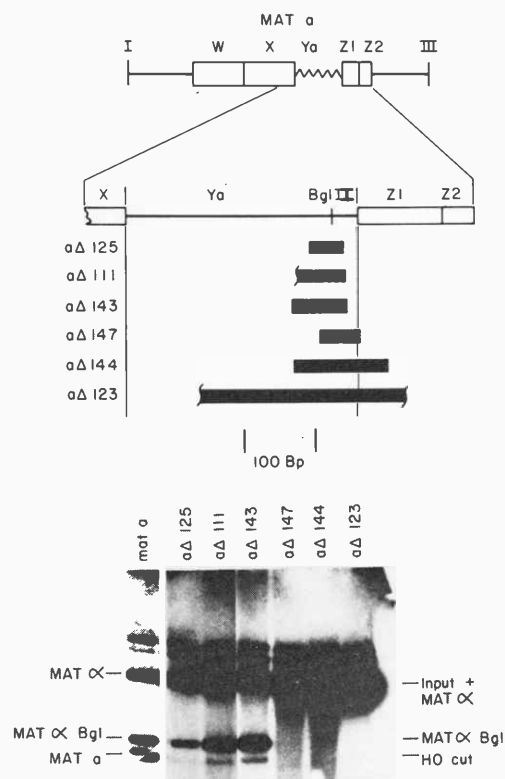 MAT a
I W X Ya Z1 Z2 III
X Ya Bgl II Z1 Z2
aΔ 125
aΔ 111
aΔ 143
aΔ 147
aΔ 144
aΔ 123
100 Bp
mat a
aΔ 125
aΔ 111
aΔ 143
aΔ 147
aΔ 144
aΔ 123
MAT ∝
MAT ∝ Bgl
MAT a
Input +
MAT ∝
MAT ∝ Bgl
HO cut